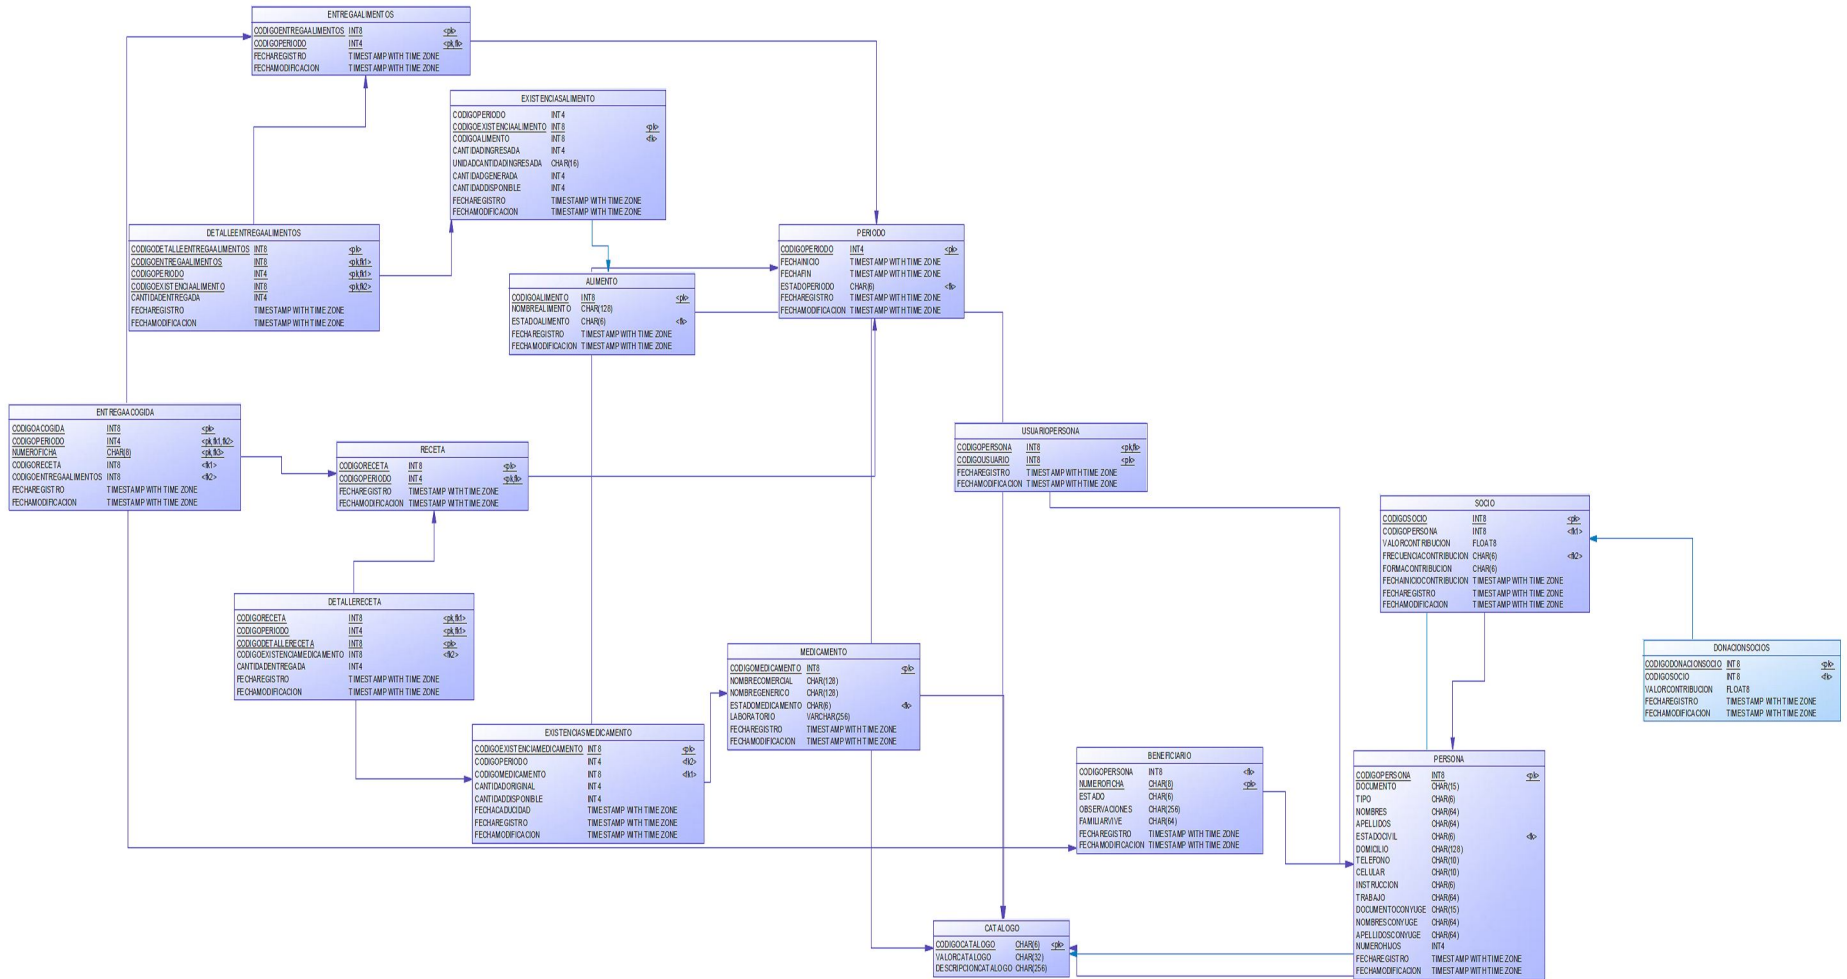 ENTREGAALIMENTOS
CODIGOENTREGAALIMENTOS INT8 <pk>
CODIGOPERIODO INT4 <pk,fk>
FECHAREGISTRO TIMESTAMP WITH TIME ZONE
FECHAMODIFICACION TIMESTAMP WITH TIME ZONE
EXISTENCIASALIMENTO
CODIGOPERIODO INT4
CODIGOEXISTENCIAALIMENTO INT8 <pk>
CODIGOALIMENTO INT8 <fk>
CANTIDADINGRESADA INT4
UNIDADCANTIDADINGRESADA CHAR(16)
CANTIDADGENERADA INT4
CANTIDADDISPONIBLE INT4
FECHAREGISTRO TIMESTAMP WITH TIME ZONE
FECHAMODIFICACION TIMESTAMP WITH TIME ZONE
DETALLEENTREGAALIMENTOS
CODIGODETALLEENTREGAALIMENTOS INT8 <pk>
CODIGOENTREGAALIMENTOS INT8 <pk,fk1>
CODIGOPERIODO INT4 <pk,fk1>
CODIGOEXISTENCIAALIMENTO INT8 <pk,fk2>
CANTIDADENTREGADA INT4
FECHAREGISTRO TIMESTAMP WITH TIME ZONE
FECHAMODIFICACION TIMESTAMP WITH TIME ZONE
PERIODO
CODIGOPERIODO INT4 <pk>
FECHAINICIO TIMESTAMP WITH TIME ZONE
FECHAFIN TIMESTAMP WITH TIME ZONE
ESTADOPERIODO CHAR(6) <fk>
FECHAREGISTRO TIMESTAMP WITH TIME ZONE
FECHAMODIFICACION TIMESTAMP WITH TIME ZONE
ALIMENTO
CODIGOALIMENTO INT8 <pk>
NOMBREALIMENTO CHAR(128)
ESTADOALIMENTO CHAR(6) <fk>
FECHAREGISTRO TIMESTAMP WITH TIME ZONE
FECHAMODIFICACION TIMESTAMP WITH TIME ZONE
ENTREGAACOGIDA
CODIGOACOGIDA INT8 <pk>
CODIGOPERIODO INT4 <pk,fk1,fk2>
NUMEROFICHA CHAR(8) <pk,fk3>
CODIGORECETA INT8 <fk1>
CODIGOENTREGAALIMENTOS INT8 <fk2>
FECHAREGISTRO TIMESTAMP WITH TIME ZONE
FECHAMODIFICACION TIMESTAMP WITH TIME ZONE
RECETA
CODIGORECETA INT8 <pk>
CODIGOPERIODO INT4 <pk,fk>
FECHAREGISTRO TIMESTAMP WITH TIME ZONE
FECHAMODIFICACION TIMESTAMP WITH TIME ZONE
USUARIOPERSONA
CODIGOPERSONA INT8 <pk,fk>
CODIGOUSUARIO INT8 <pk>
FECHAREGISTRO TIMESTAMP WITH TIME ZONE
FECHAMODIFICACION TIMESTAMP WITH TIME ZONE
SOCIO
CODIGOSOCIO INT8 <pk>
CODIGOPERSONA INT8 <fk1>
VALORCONTRIBUCION FLOAT8
FRECUENCIACONTRIBUCION CHAR(6) <fk2>
FORMACONTRIBUCION CHAR(6)
FECHAINICIOCONTRIBUCION TIMESTAMP WITH TIME ZONE
FECHAREGISTRO TIMESTAMP WITH TIME ZONE
FECHAMODIFICACION TIMESTAMP WITH TIME ZONE
DETALLERECETA
CODIGORECETA INT8 <pk,fk1>
CODIGOPERIODO INT4 <pk,fk1>
CODIGODETALLERECETA INT8 <pk>
CODIGOEXISTENCIAMEDICAMENTO INT8 <fk2>
CANTIDADENTREGADA INT4
FECHAREGISTRO TIMESTAMP WITH TIME ZONE
FECHAMODIFICACION TIMESTAMP WITH TIME ZONE
MEDICAMENTO
CODIGOMEDICAMENTO INT8 <pk>
NOMBRECOMERCIAL CHAR(128)
NOMBREGENERICO CHAR(128)
ESTADOMEDICAMENTO CHAR(6) <fk>
LABORATORIO VARCHAR(256)
FECHAREGISTRO TIMESTAMP WITH TIME ZONE
FECHAMODIFICACION TIMESTAMP WITH TIME ZONE
DONACIONSOCIOS
CODIGODONACIONSOCIO INT8 <pk>
CODIGOSOCIO INT8 <fk>
VALORCONTRIBUCION FLOAT8
FECHAREGISTRO TIMESTAMP WITH TIME ZONE
FECHAMODIFICACION TIMESTAMP WITH TIME ZONE
EXISTENCIASMEDICAMENTO
CODIGOEXISTENCIAMEDICAMENTO INT8 <pk>
CODIGOPERIODO INT4 <fk2>
CODIGOMEDICAMENTO INT8 <fk1>
CANTIDADORIGINAL INT4
CANTIDADDISPONIBLE INT4
FECHACADUCIDAD TIMESTAMP WITH TIME ZONE
FECHAREGISTRO TIMESTAMP WITH TIME ZONE
FECHAMODIFICACION TIMESTAMP WITH TIME ZONE
BENEFICIARIO
CODIGOPERSONA INT8 <fk>
NUMEROFICHA CHAR(8) <pk>
ESTADO CHAR(6)
OBSERVACIONES CHAR(256)
FAMILIARVIVE CHAR(64)
FECHAREGISTRO TIMESTAMP WITH TIME ZONE
FECHAMODIFICACION TIMESTAMP WITH TIME ZONE
PERSONA
CODIGOPERSONA INT8 <pk>
DOCUMENTO CHAR(15)
TIPO CHAR(6)
NOMBRES CHAR(64)
APELLIDOS CHAR(64)
ESTADOCIVIL CHAR(6) <fk>
DOMICILIO CHAR(128)
TELEFONO CHAR(10)
CELULAR CHAR(10)
INSTRUCCION CHAR(6)
TRABAJO CHAR(64)
DOCUMENTOCONYUGE CHAR(15)
NOMBRESCONYUGE CHAR(64)
APELLIDOSCONYUGE CHAR(64)
NUMEROHIJOS INT4
FECHAREGISTRO TIMESTAMP WITH TIME ZONE
FECHAMODIFICACION TIMESTAMP WITH TIME ZONE
CATALOGO
CODIGOCATALOGO CHAR(6) <pk>
VALORCATALOGO CHAR(32)
DESCRIPCIONCATALOGO CHAR(256)